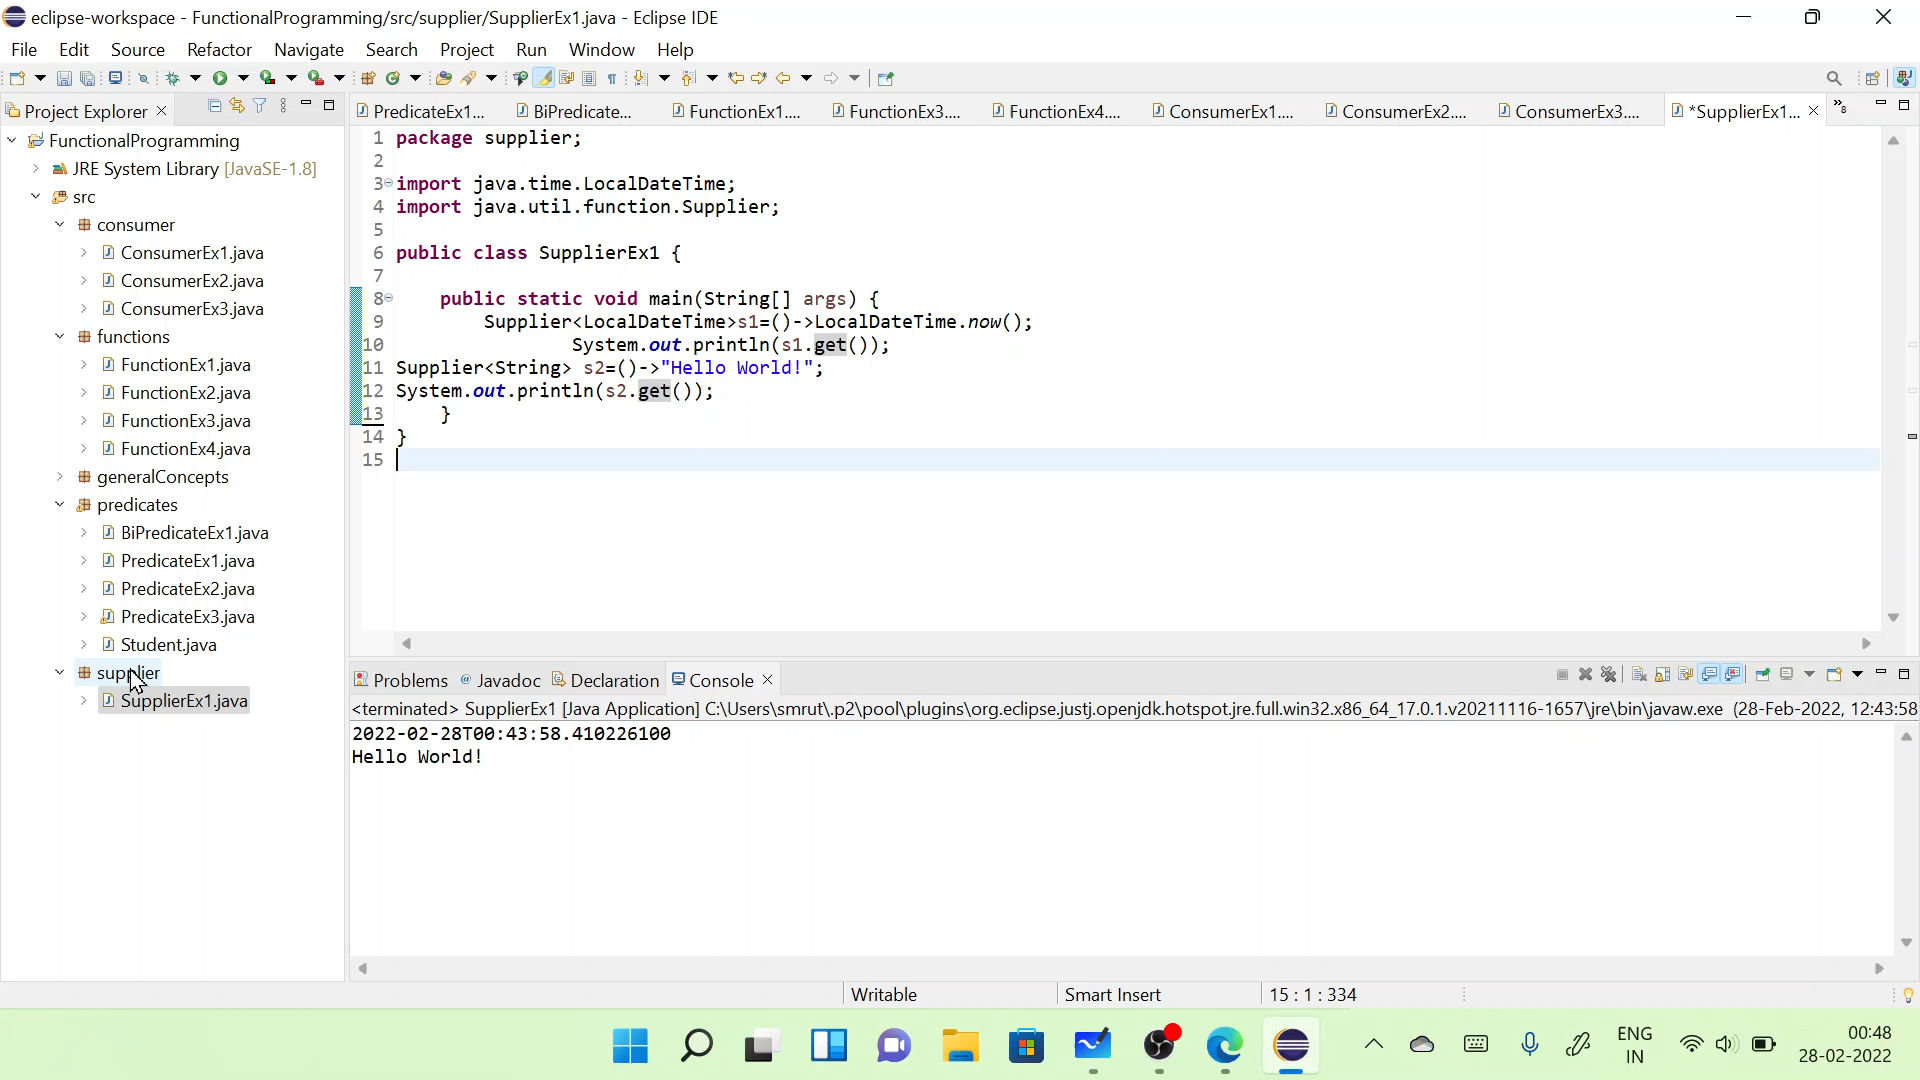 eclipse-workspace - FunctionalProgramming/src/supplier/SupplierEx1.java - Eclipse IDE
File Edit Source Refactor Navigate Search Project Run Window Help
Project Explorer
PredicateEx1... BiPredicate... FunctionEx1.... FunctionEx3.... FunctionEx4.... ConsumerEx1.... ConsumerEx2.... ConsumerEx3.... *SupplierEx1... »8
FunctionalProgramming
JRE System Library [JavaSE-1.8]
src
consumer
ConsumerEx1.java
ConsumerEx2.java
ConsumerEx3.java
functions
FunctionEx1.java
FunctionEx2.java
FunctionEx3.java
FunctionEx4.java
generalConcepts
predicates
BiPredicateEx1.java
PredicateEx1.java
PredicateEx2.java
PredicateEx3.java
Student.java
supplier
SupplierEx1.java
1 package supplier;
2
3 import java.time.LocalDateTime;
4 import java.util.function.Supplier;
5
6 public class SupplierEx1 {
7
8 public static void main(String[] args) {
9 Supplier<LocalDateTime>s1=()->LocalDateTime.now();
10 System.out.println(s1.get());
11 Supplier<String> s2=()->"Hello World!";
12 System.out.println(s2.get());
13 }
14 }
15
Problems @ Javadoc Declaration Console
<terminated> SupplierEx1 [Java Application] C:\Users\smrut\.p2\pool\plugins\org.eclipse.justj.openjdk.hotspot.jre.full.win32.x86_64_17.0.1.v20211116-1657\jre\bin\javaw.exe (28-Feb-2022, 12:43:58
2022-02-28T00:43:58.410226100
Hello World!
Writable Smart Insert 15 : 1 : 334
ENG
IN
00:48
28-02-2022